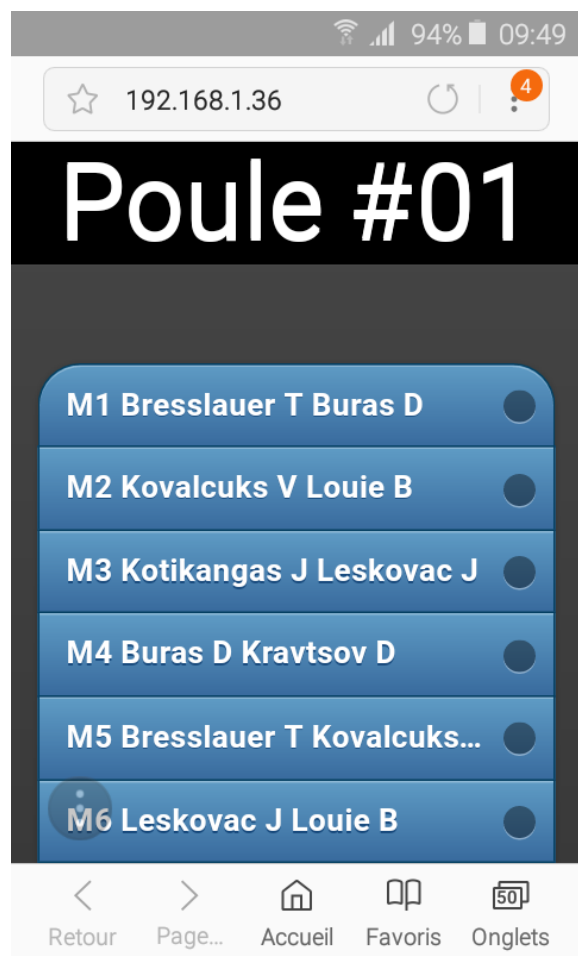 94% 09:49
192.168.1.36
4
Poule #01
M1 Bresslauer T Buras D
M2 Kovalcuks V Louie B
M3 Kotikangas J Leskovac J
M4 Buras D Kravtsov D
M5 Bresslauer T Kovalcuks...
M6 Leskovac J Louie B
50
Retour Page... Accueil Favoris Onglets